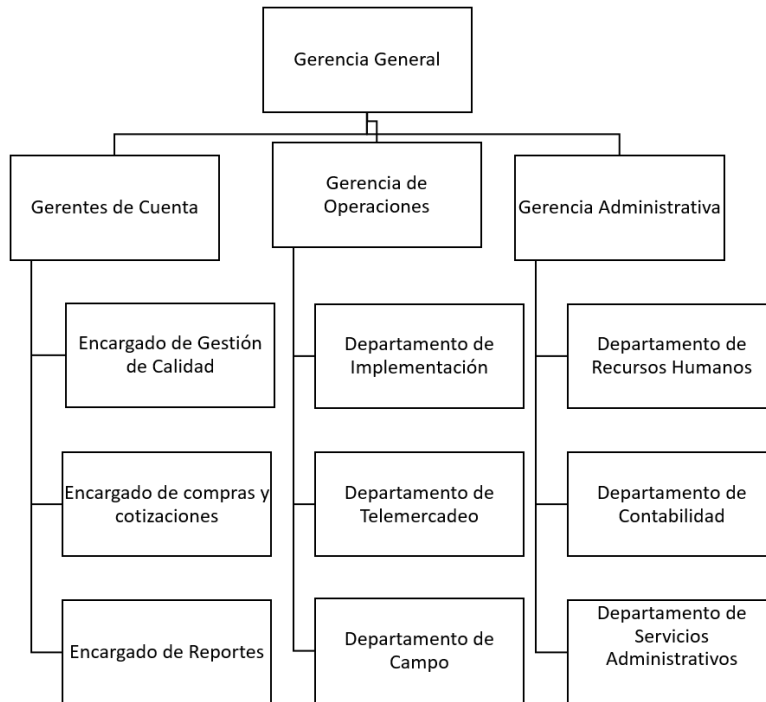 Gerencia General
Gerentes de Cuenta
Gerencia de
Operaciones
Gerencia Administrativa
Encargado de Gestión
de Calidad
Departamento de
Implementación
Departamento de
Recursos Humanos
Encargado de compras y
cotizaciones
Departamento de
Telemercadeo
Departamento de
Contabilidad
Encargado de Reportes
Departamento de
Campo
Departamento de
Servicios
Administrativos